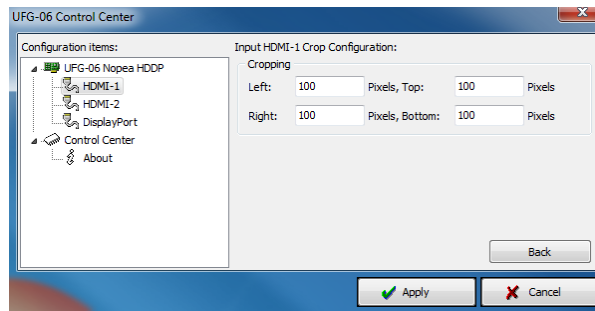 UFG-06 Control Center
Configuration items:
UFG-06 Nopea HDDP
HDMI-1
HDMI-2
DisplayPort
Control Center
About
Input HDMI-1 Crop Configuration:
Cropping
Left: 100 Pixels, Top: 100 Pixels
Right: 100 Pixels, Bottom: 100 Pixels
Back
Apply Cancel